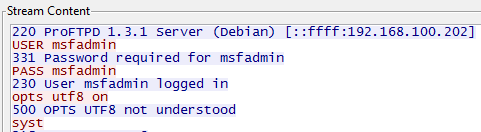 Stream Content
220 ProFTPD 1.3.1 Server (Debian) [::ffff:192.168.100.202]
USER msfadmin
331 Password required for msfadmin
PASS msfadmin
230 User msfadmin logged in
opts utf8 on
500 OPTS UTF8 not understood
syst